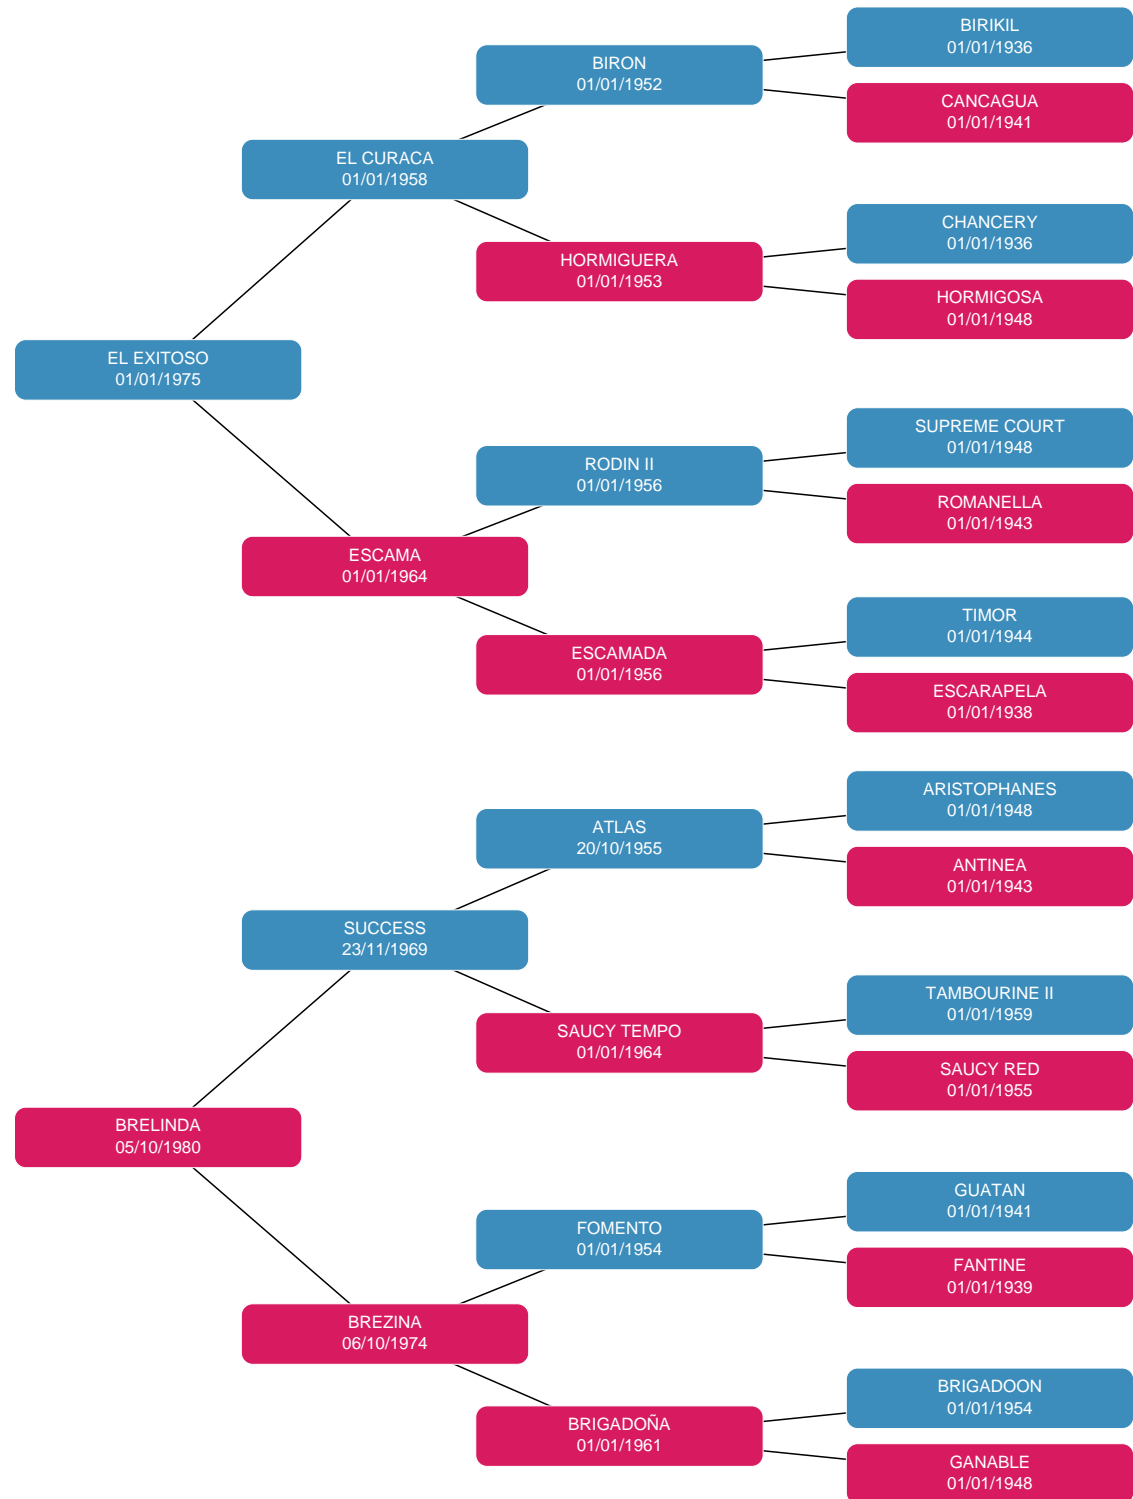 BIRIKIL
01/01/1936
BIRON
01/01/1952
CANCAGUA
01/01/1941
EL CURACA
01/01/1958
CHANCERY
01/01/1936
HORMIGUERA
01/01/1953
HORMIGOSA
01/01/1948
EL EXITOSO
01/01/1975
SUPREME COURT
01/01/1948
RODIN II
01/01/1956
ROMANELLA
01/01/1943
ESCAMA
01/01/1964
TIMOR
01/01/1944
ESCAMADA
01/01/1956
ESCARAPELA
01/01/1938
ARISTOPHANES
01/01/1948
ATLAS
20/10/1955
ANTINEA
01/01/1943
SUCCESS
23/11/1969
TAMBOURINE II
01/01/1959
SAUCY TEMPO
01/01/1964
SAUCY RED
01/01/1955
BRELINDA
05/10/1980
GUATAN
01/01/1941
FOMENTO
01/01/1954
FANTINE
01/01/1939
BREZINA
06/10/1974
BRIGADOON
01/01/1954
BRIGADOÑA
01/01/1961
GANABLE
01/01/1948